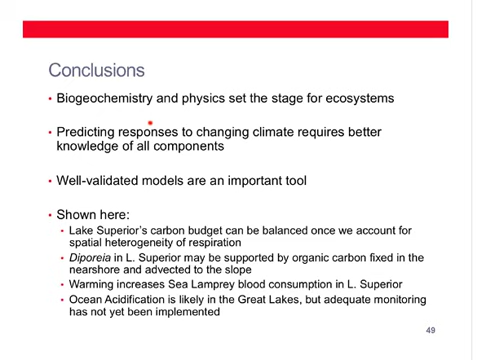 Conclusions
• Biogeochemistry and physics set the stage for ecosystems
• Predicting responses to changing climate requires better
knowledge of all components
• Well-validated models are an important tool
• Shown here:
• Lake Superior's carbon budget can be balanced once we account for
spatial heterogeneity of respiration
• Diporeia in L. Superior may be supported by organic carbon fixed in the
nearshore and advected to the slope
• Warming increases Sea Lamprey blood consumption in L. Superior
• Ocean Acidification is likely in the Great Lakes, but adequate monitoring
has not yet been implemented
49